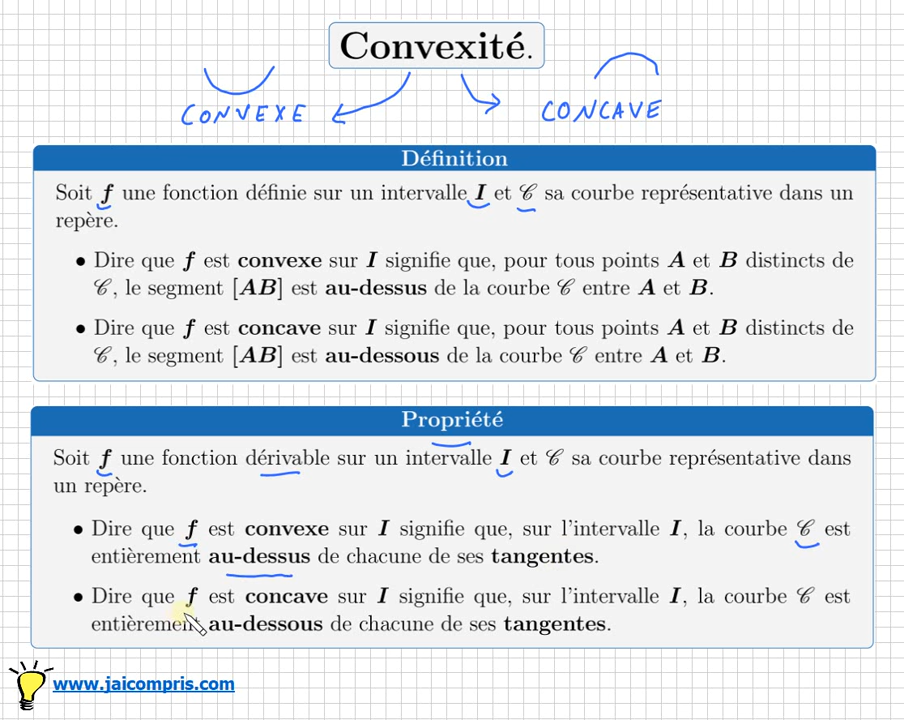 Convexité.
CONVEXE
CONCAVE
Définition
Soit f une fonction définie sur un intervalle I et 𝒞 sa courbe représentative dans un
repère.
• Dire que f est convexe sur I signifie que, pour tous points A et B distincts de
𝒞, le segment [AB] est au-dessus de la courbe 𝒞 entre A et B.
• Dire que f est concave sur I signifie que, pour tous points A et B distincts de
𝒞, le segment [AB] est au-dessous de la courbe 𝒞 entre A et B.
Propriété
Soit f une fonction dérivable sur un intervalle I et 𝒞 sa courbe représentative dans
un repère.
• Dire que f est convexe sur I signifie que, sur l'intervalle I, la courbe 𝒞 est
entièrement au-dessus de chacune de ses tangentes.
• Dire que f est concave sur I signifie que, sur l'intervalle I, la courbe 𝒞 est
entièrement au-dessous de chacune de ses tangentes.
www.jaicompris.com